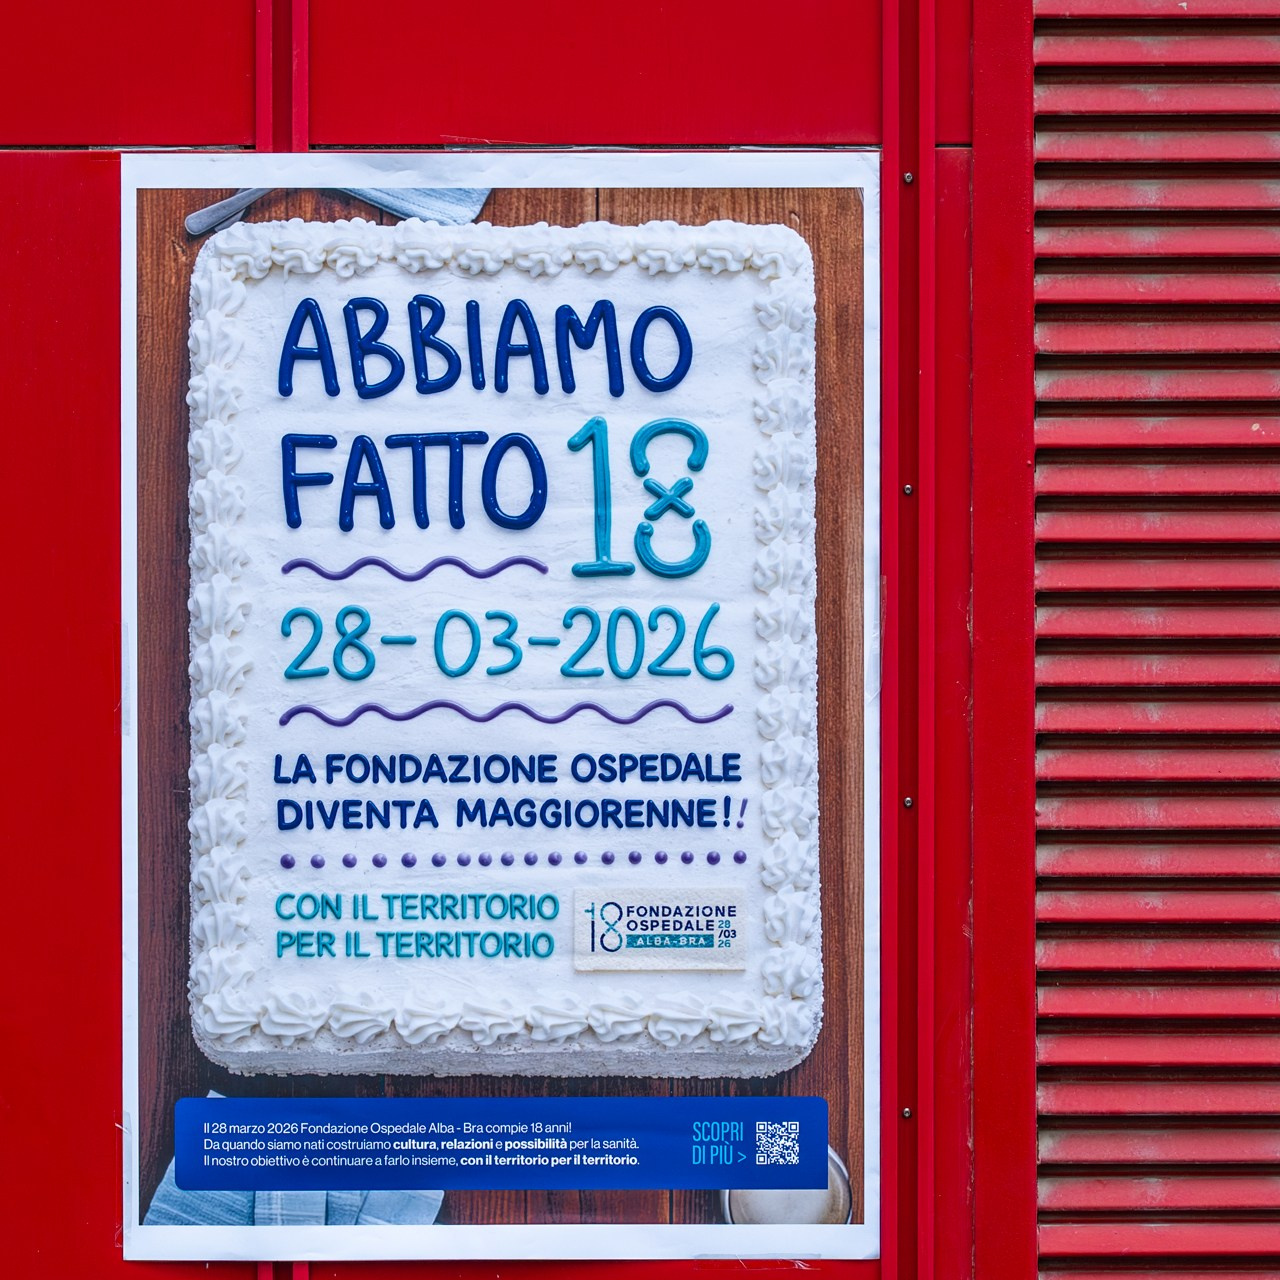 ABBIAMO
FATTO 18
28-03-2026
LA FONDAZIONE OSPEDALE
DIVENTA MAGGIORENNE!!
CON IL TERRITORIO
PER IL TERRITORIO
18 FONDAZIONE
OSPEDALE 28
ALBA-BRA /03
26
Il 28 marzo 2026 Fondazione Ospedale Alba - Bra compie 18 anni!
Da quando siamo nati costruiamo cultura, relazioni e possibilità per la sanità.
Il nostro obiettivo è continuare a farlo insieme, con il territorio per il territorio.
SCOPRI
DI PIÙ >